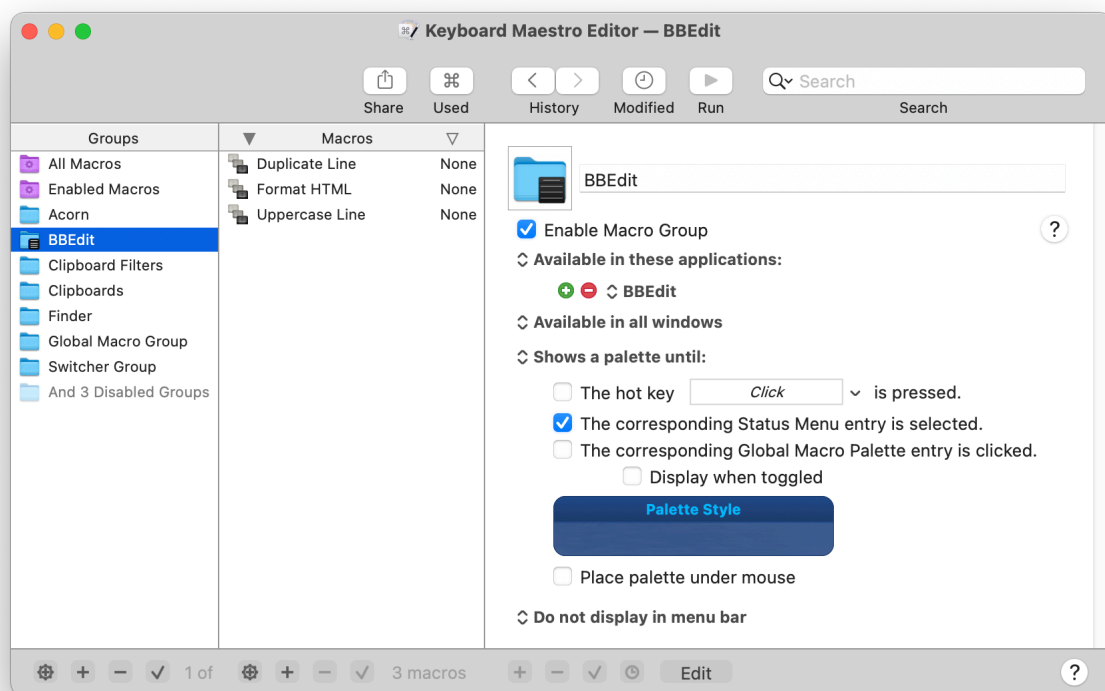 Keyboard Maestro Editor — BBEdit
Share
Used
History
Modified
Run
Search
Search
Groups
All Macros
Enabled Macros
Acorn
BBEdit
Clipboard Filters
Clipboards
Finder
Global Macro Group
Switcher Group
And 3 Disabled Groups
Macros
Duplicate Line None
Format HTML None
Uppercase Line None
BBEdit
Enable Macro Group
?
Available in these applications:
BBEdit
Available in all windows
Shows a palette until:
The hot key Click is pressed.
The corresponding Status Menu entry is selected.
The corresponding Global Macro Palette entry is clicked.
Display when toggled
Palette Style
Place palette under mouse
Do not display in menu bar
1 of
3 macros
Edit
?